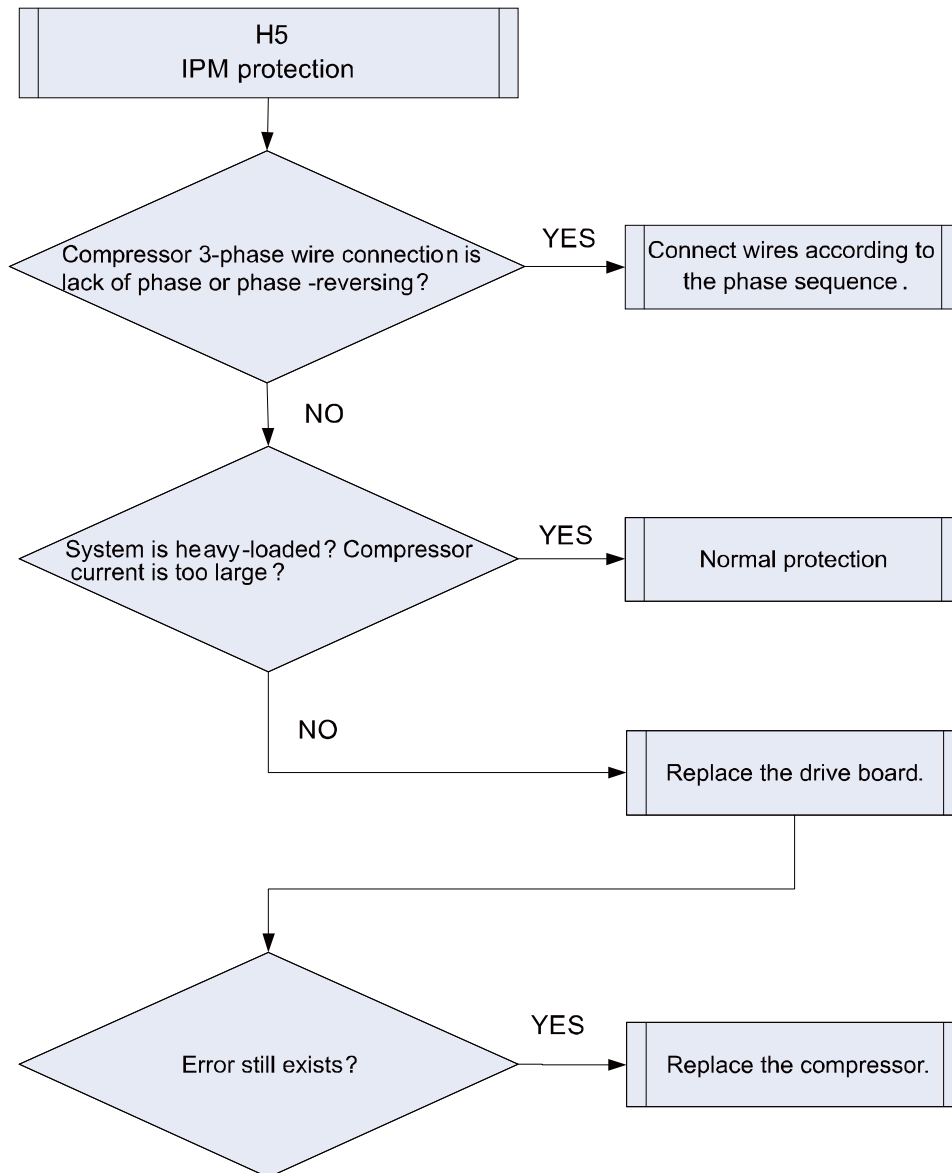 H5
IPM protection
Compressor 3-phase wire connection is
lack of phase or phase -reversing?
YES
Connect wires according to
the phase sequence.
NO
System is heavy-loaded? Compressor
current is too large?
YES
Normal protection
NO
Replace the drive board.
Error still exists?
YES
Replace the compressor.